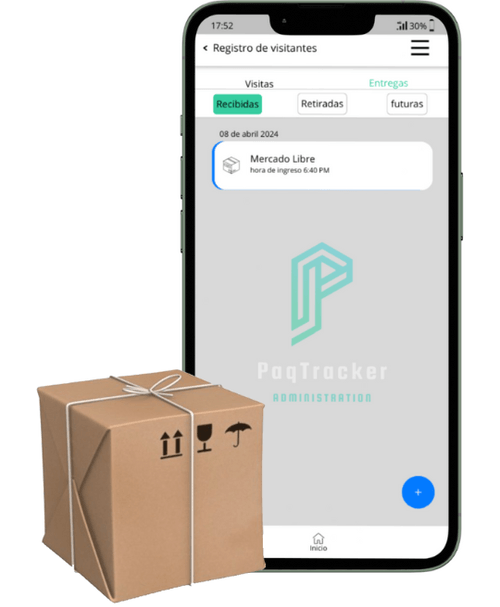 17:52
30%
Registro de visitantes
Visitas
Entregas
Recibidas
Retiradas
futuras
08 de abril 2024
Mercado Libre
hora de ingreso 6:40 PM
PaqTracker
ADMINISTRATION
+
Inicio